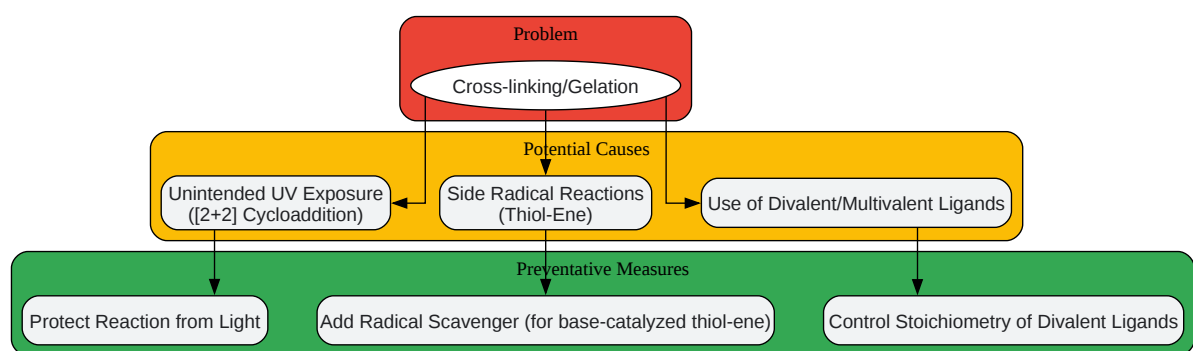 Problem
Cross-linking/Gelation
Potential Causes
Unintended UV Exposure
([2+2] Cycloaddition)
Side Radical Reactions
(Thiol-Ene)
Use of Divalent/Multivalent Ligands
Preventative Measures
Protect Reaction from Light
Add Radical Scavenger (for base-catalyzed thiol-ene)
Control Stoichiometry of Divalent Ligands